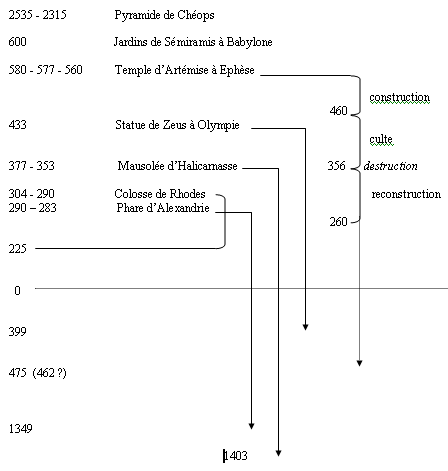 2535 - 2315 Pyramide de Chéops
600 Jardins de Sémiramis à Babylone
580 - 577 - 560 Temple d'Artémise à Ephèse
construction
460
433 Statue de Zeus à Olympie
culte
377 - 353 Mausolée d'Halicarnasse 356 destruction
304 - 290 Colosse de Rhodes reconstruction
290 – 283 Phare d'Alexandrie
260
225
0
399
475 (462 ?)
1349
1403